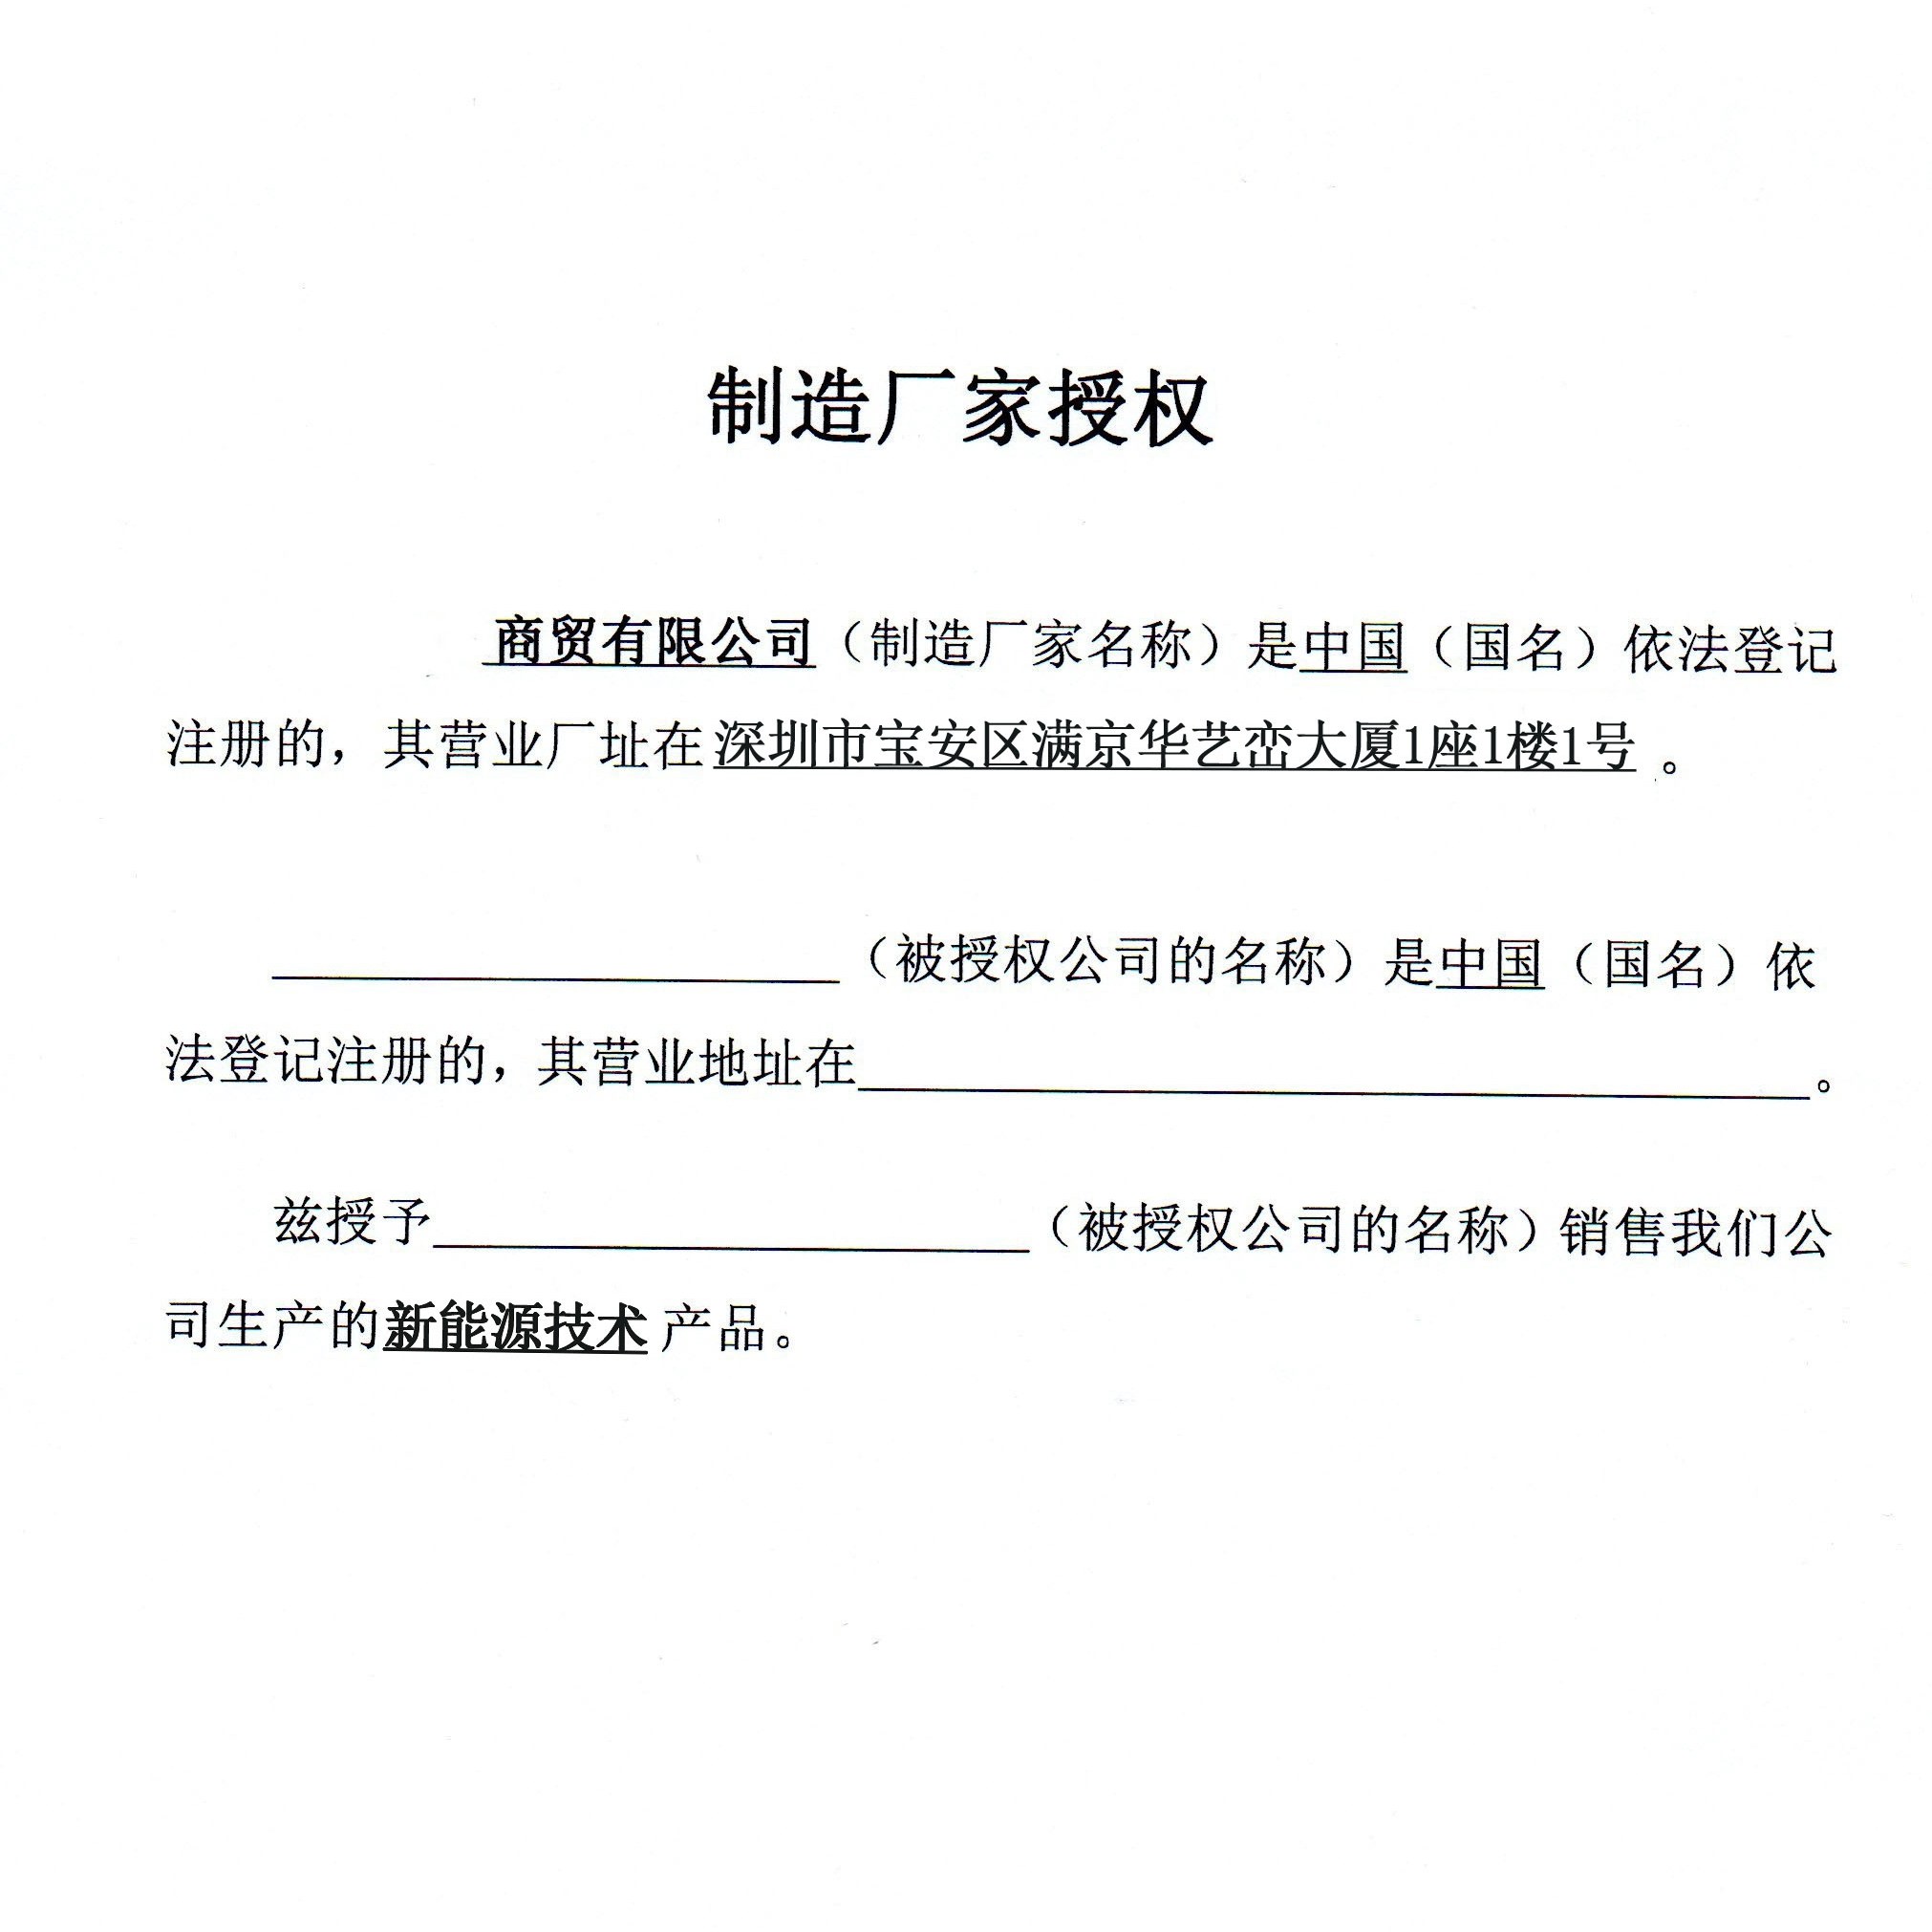 制造厂家授权
商贸有限公司（制造厂家名称）是中国（国名）依法登记
注册的，其营业厂址在深圳市宝安区满京华艺峦大厦1座1楼1号。
（被授权公司的名称）是中国（国名）依
法登记注册的，其营业地址在。
兹授予（被授权公司的名称）销售我们公
司生产的新能源技术产品。